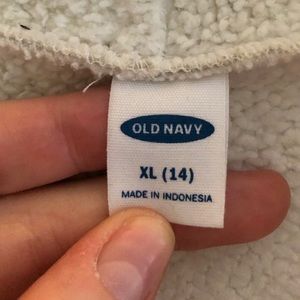 OLD NAVY
XL (14)
MADE IN INDONESIA